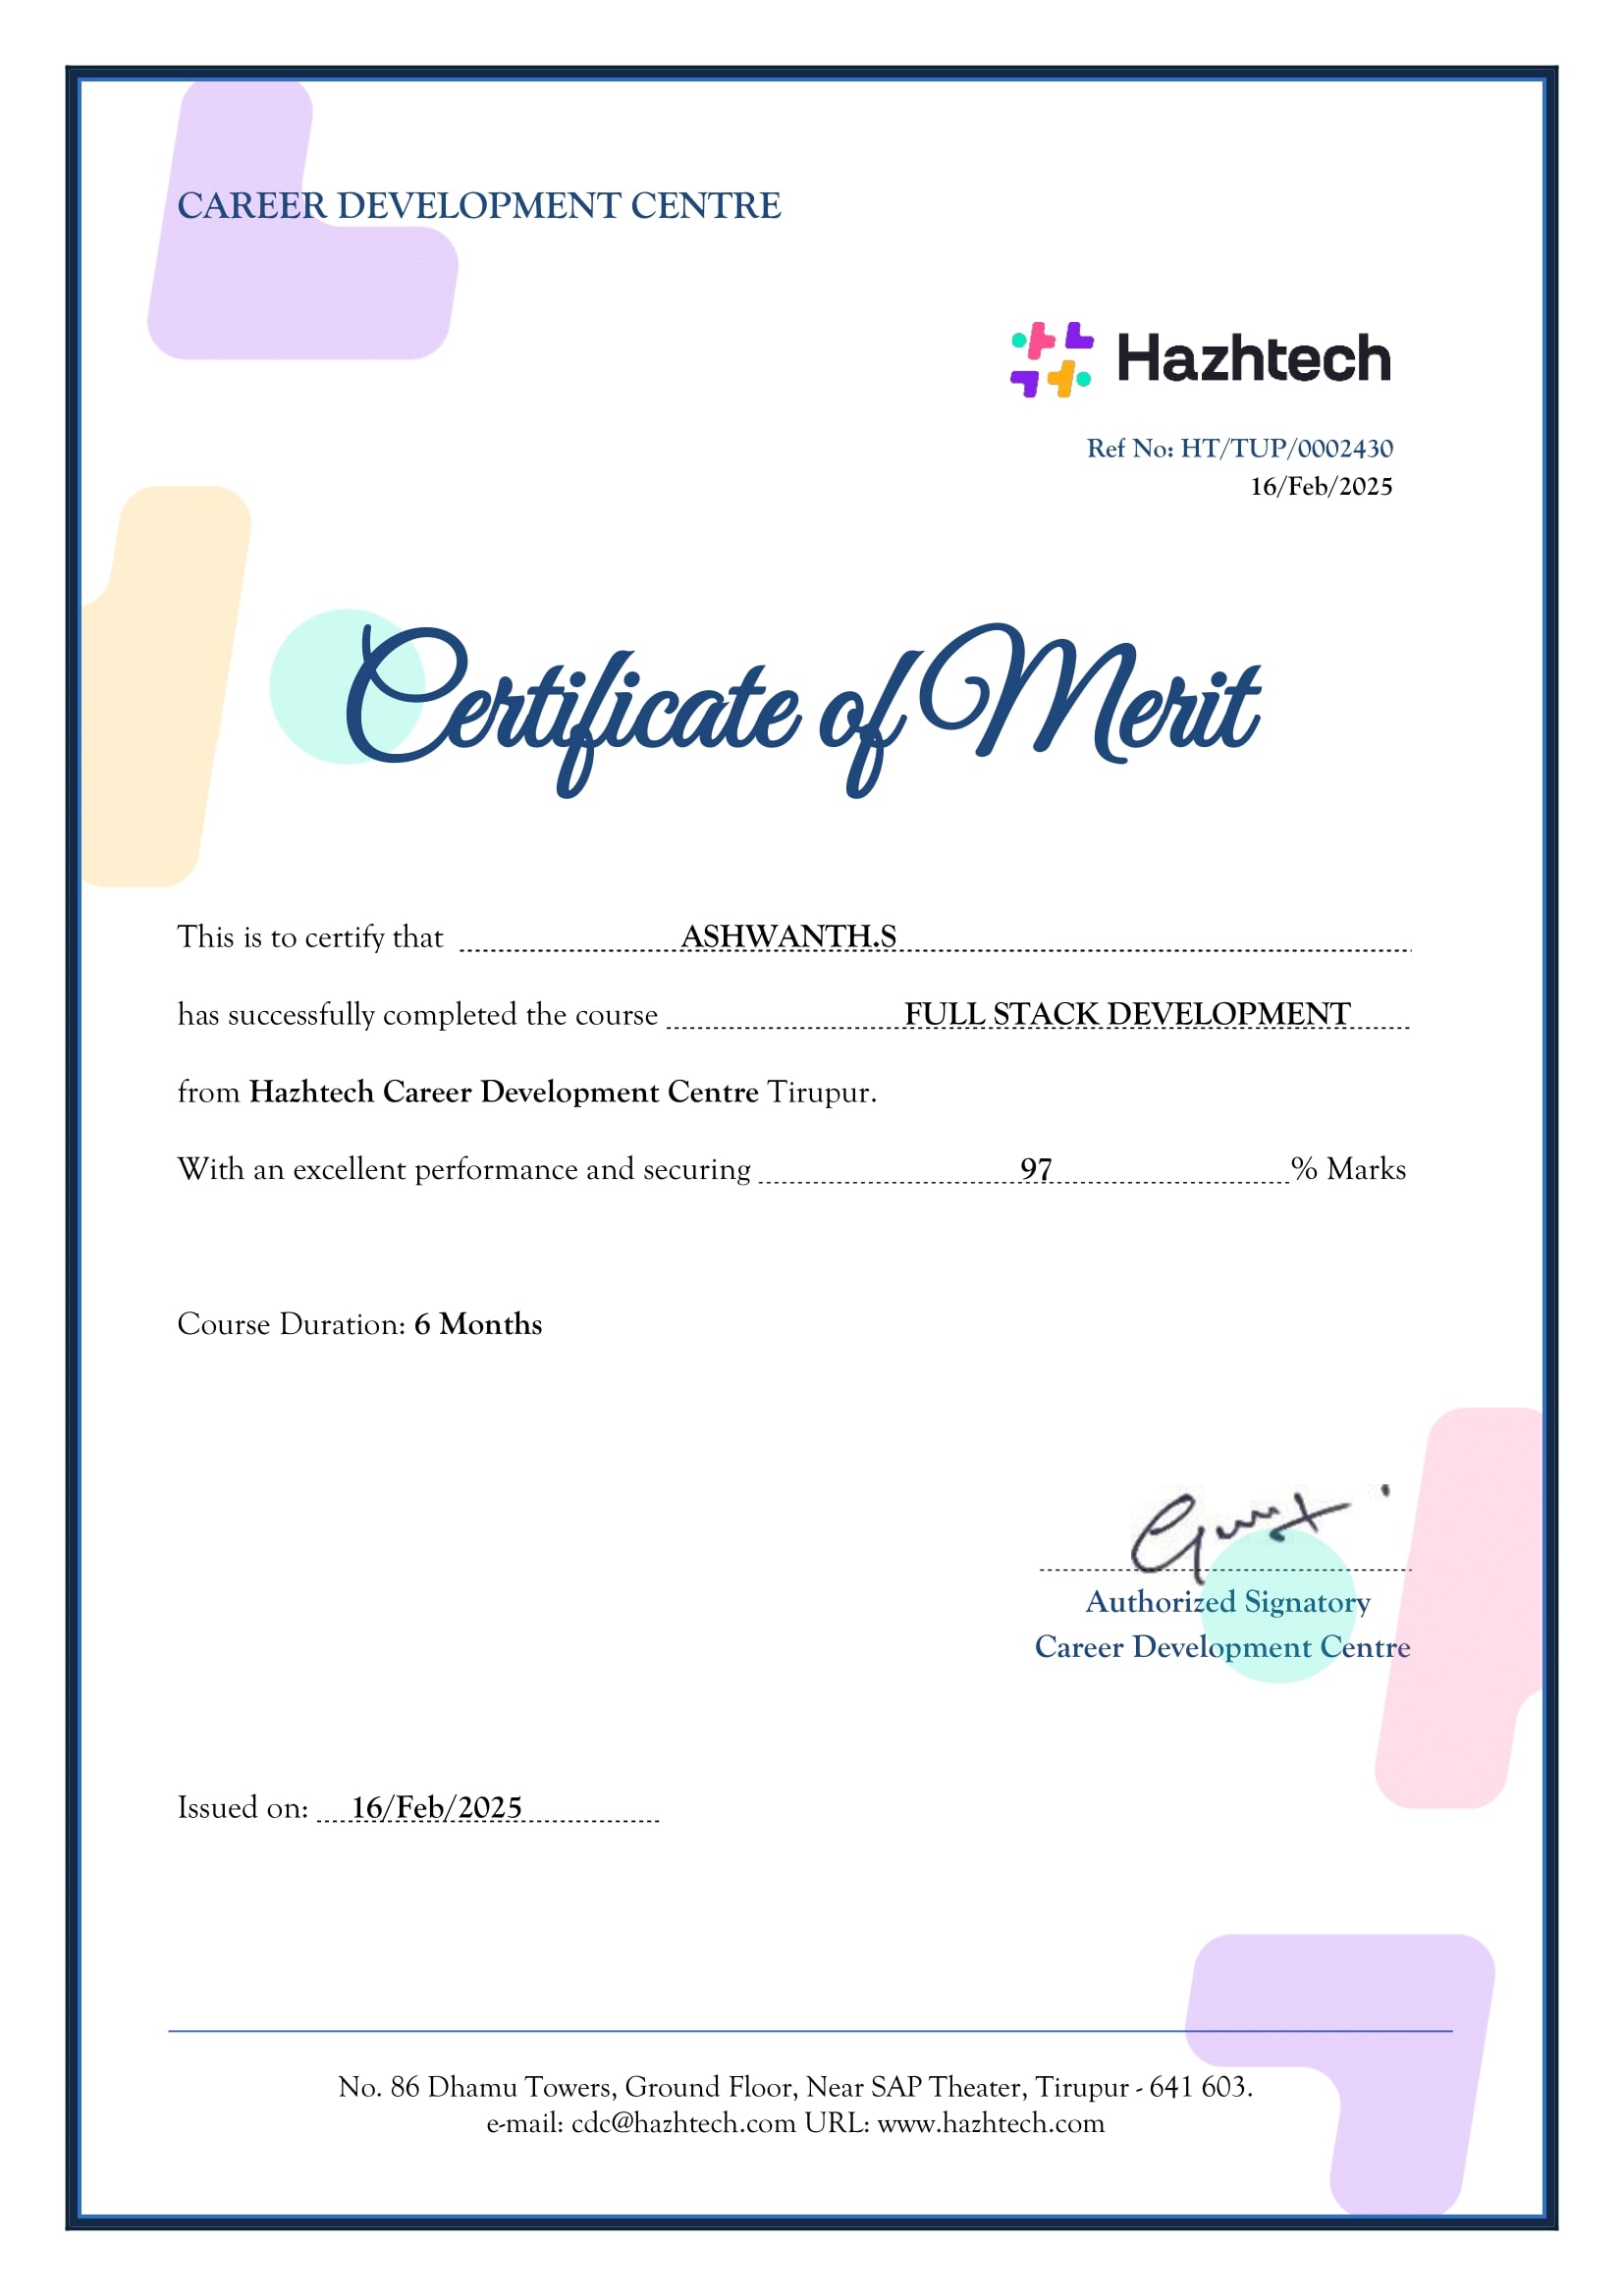 CAREER DEVELOPMENT CENTRE
Hazhtech
Ref No: HT/TUP/0002430
16/Feb/2025
Certificate of Merit
This is to certify that ASHWANTH.S
has successfully completed the course FULL STACK DEVELOPMENT
from Hazhtech Career Development Centre Tirupur.
With an excellent performance and securing 97 % Marks
Course Duration: 6 Months
Authorized Signatory
Career Development Centre
Issued on: 16/Feb/2025
No. 86 Dhamu Towers, Ground Floor, Near SAP Theater, Tirupur - 641 603.
e-mail: cdc@hazhtech.com URL: www.hazhtech.com